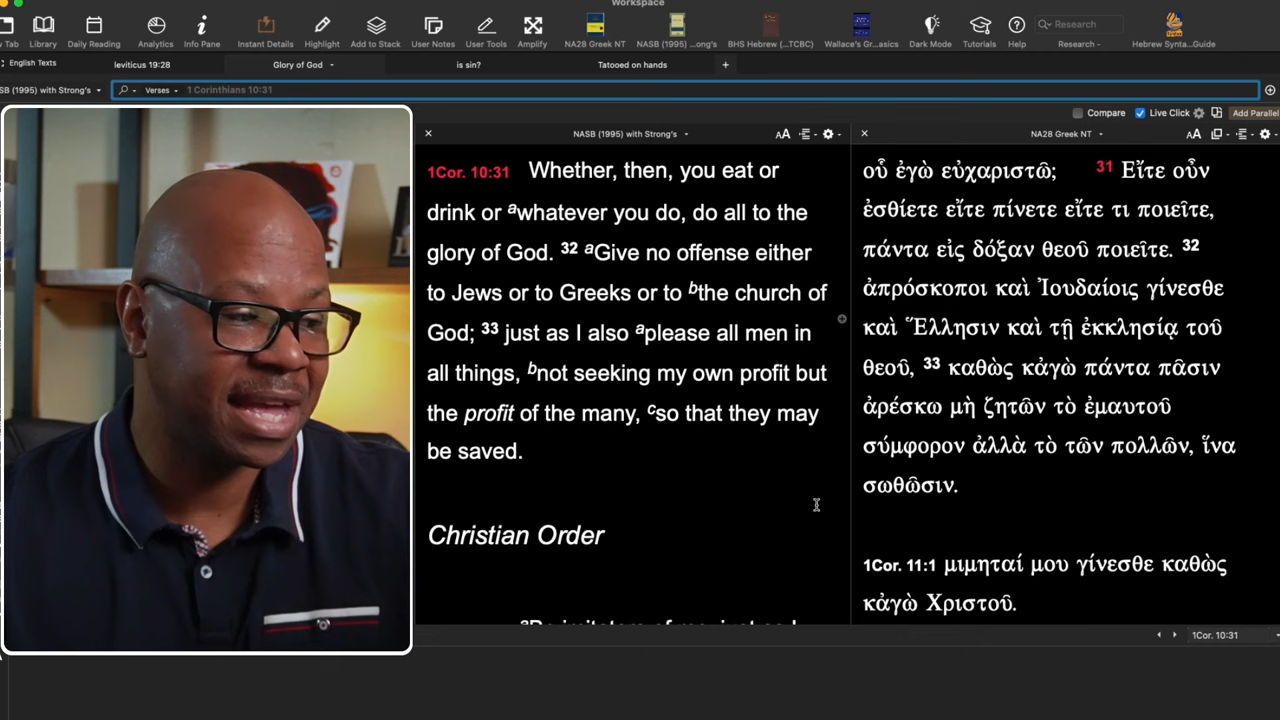 Workspace
w Tab
Library
Daily Reading
Analytics
Info Pane
Instant Details
Highlight
Add to Stack
User Notes
User Tools
Amplify
NA28 Greek NT
NASB (1995) ...ong's
BHS Hebrew (...TCBC)
Wallace's Gr...asics
Dark Mode
Tutorials
Help
Research
Research
Hebrew Synta...Guide
English Texts
leviticus 19:28
Glory of God
is sin?
Tatooed on hands
SB (1995) with Strong's
Verses
1 Corinthians 10:31
Compare
Live Click
Add Parallel
NASB (1995) with Strong's
1Cor. 10:31 Whether, then, you eat or
drink or ᵃwhatever you do, do all to the
glory of God. 32 ᵃGive no offense either
to Jews or to Greeks or to ᵇthe church of
God; 33 just as I also ᵃplease all men in
all things, ᵇnot seeking my own profit but
the profit of the many, ᶜso that they may
be saved.
Christian Order
NA28 Greek NT
οὗ ἐγὼ εὐχαριστῶ; 31 Εἴτε οὖν
ἐσθίετε εἴτε πίνετε εἴτε τι ποιεῖτε,
πάντα εἰς δόξαν θεοῦ ποιεῖτε. 32
ἀπρόσκοποι καὶ Ἰουδαίοις γίνεσθε
καὶ Ἕλλησιν καὶ τῇ ἐκκλησίᾳ τοῦ
θεοῦ, 33 καθὼς κἀγὼ πάντα πᾶσιν
ἀρέσκω μὴ ζητῶν τὸ ἐμαυτοῦ
σύμφορον ἀλλὰ τὸ τῶν πολλῶν, ἵνα
σωθῶσιν.
1Cor. 11:1 μιμηταί μου γίνεσθε καθὼς
κἀγὼ Χριστοῦ.
1Cor. 10:31